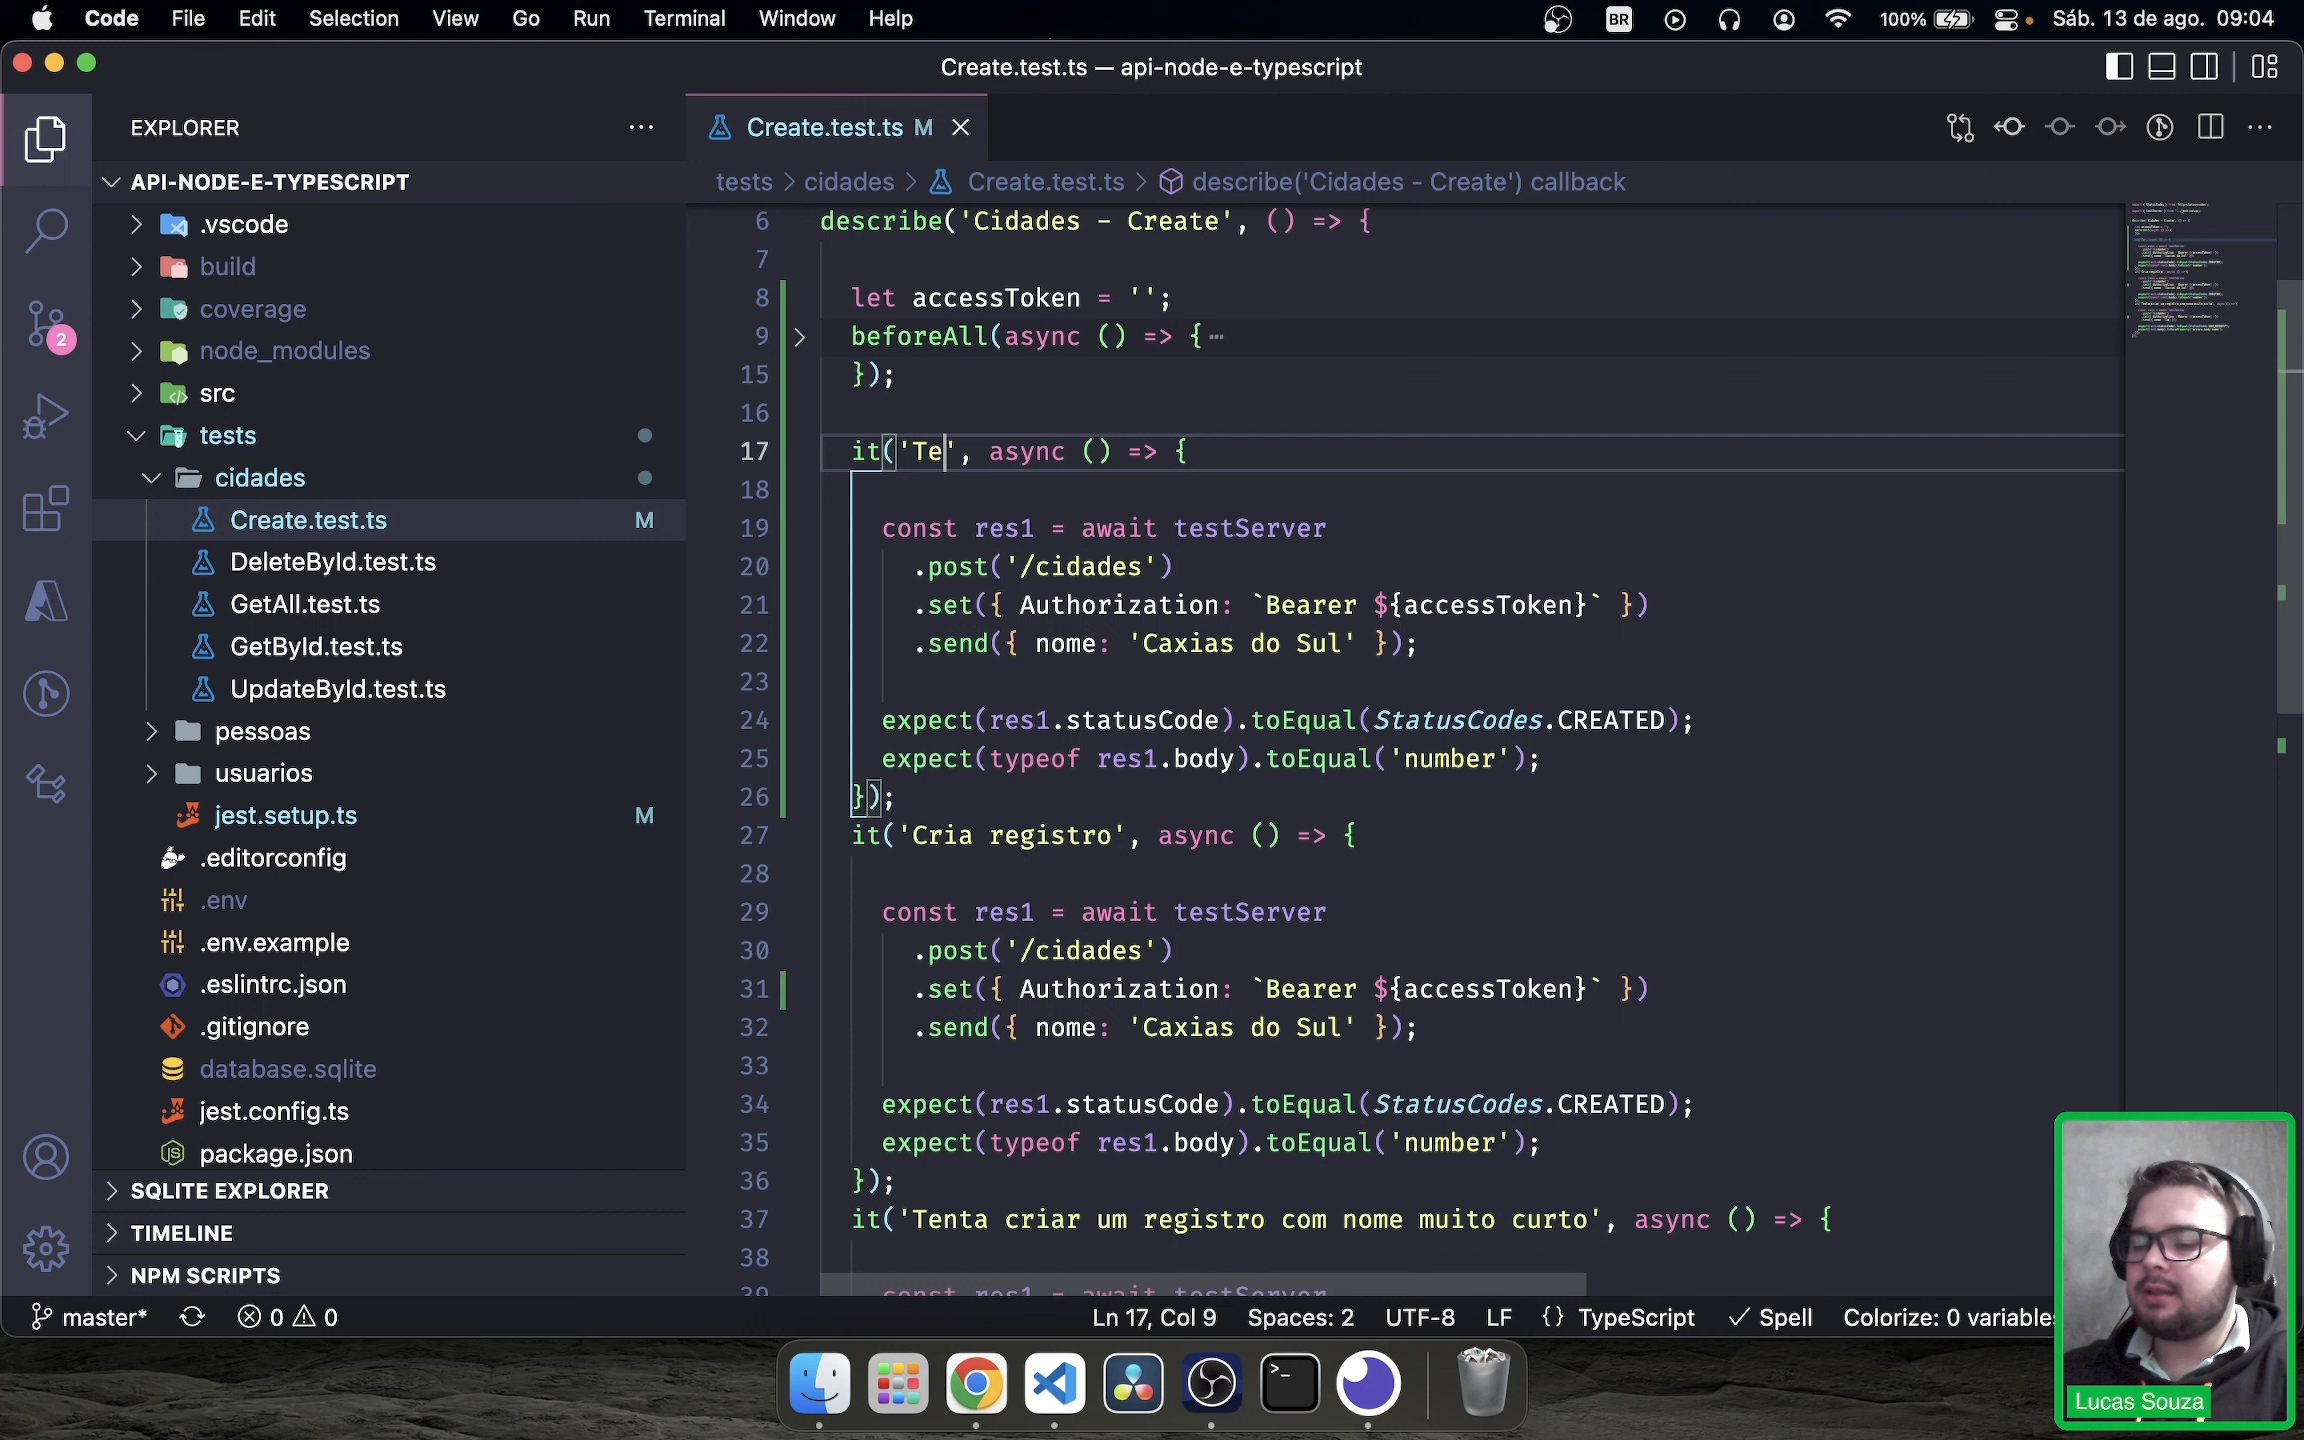 Code File Edit Selection View Go Run Terminal Window Help BR 100% Sáb. 13 de ago. 09:04
Create.test.ts — api-node-e-typescript
EXPLORER
API-NODE-E-TYPESCRIPT
.vscode
build
coverage
node_modules
src
tests
cidades
Create.test.ts M
DeleteById.test.ts
GetAll.test.ts
GetById.test.ts
UpdateById.test.ts
pessoas
usuarios
jest.setup.ts M
.editorconfig
.env
.env.example
.eslintrc.json
.gitignore
database.sqlite
jest.config.ts
package.json
SQLITE EXPLORER
TIMELINE
NPM SCRIPTS
2
Create.test.ts M
tests > cidades > Create.test.ts > describe('Cidades - Create') callback
6 describe('Cidades - Create', () => {
7
8 let accessToken = '';
9 beforeAll(async () => {
15 });
16
17 it('Te', async () => {
18
19 const res1 = await testServer
20 .post('/cidades')
21 .set({ Authorization: `Bearer ${accessToken}` })
22 .send({ nome: 'Caxias do Sul' });
23
24 expect(res1.statusCode).toEqual(StatusCodes.CREATED);
25 expect(typeof res1.body).toEqual('number');
26 });
27 it('Cria registro', async () => {
28
29 const res1 = await testServer
30 .post('/cidades')
31 .set({ Authorization: `Bearer ${accessToken}` })
32 .send({ nome: 'Caxias do Sul' });
33
34 expect(res1.statusCode).toEqual(StatusCodes.CREATED);
35 expect(typeof res1.body).toEqual('number');
36 });
37 it('Tenta criar um registro com nome muito curto', async () => {
38
39 const res1 = await testServer
master* 0 0 Ln 17, Col 9 Spaces: 2 UTF-8 LF {} TypeScript Spell Colorize: 0 variables
Lucas Souza